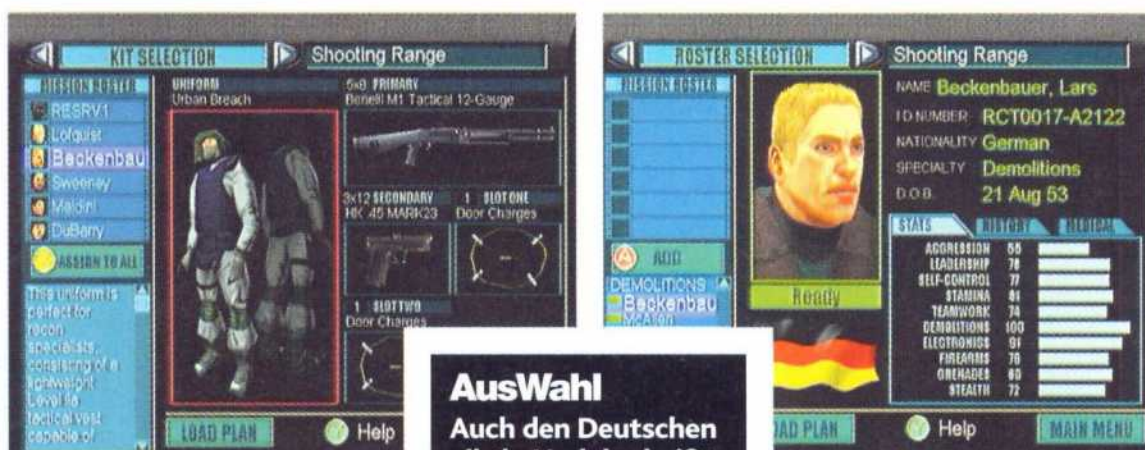 KIT SELECTION
Shooting Range
MISSION ROSTER
RESRV1
Lofquist
Beckenbau
Sweeney
Maldini
DuBarry
ASSIGN TO ALL
This uniform is
perfect for
recon
specialists,
consisting of a
lightweight
Level IIa
tactical vest
capable of
UNIFORM
Urban Breach
PRIMARY
Benelli M1 Tactical 12-Gauge
3x12 SECONDARY
HK .45 MARK23
1 SLOT ONE
Door Charges
1 SLOT TWO
Door Charges
LOAD PLAN
Help
ROSTER SELECTION
Shooting Range
MISSION ROSTER
ADD
DEMOLITIONS
Beckenbau
McAllen
Ready
NAME Beckenbauer, Lars
ID NUMBER RCT0017-A2122
NATIONALITY German
SPECIALTY Demolitions
D.O.B. 21 Aug 53
STATS HISTORY MEDICAL
AGGRESSION 55
LEADERSHIP 78
SELF-CONTROL 77
STAMINA 81
TEAMWORK 74
DEMOLITIONS 100
ELECTRONICS 91
FIREARMS 76
GRENADES 80
STEALTH 72
LOAD PLAN
Help
MAIN MENU
AusWahl
Auch den Deutschen